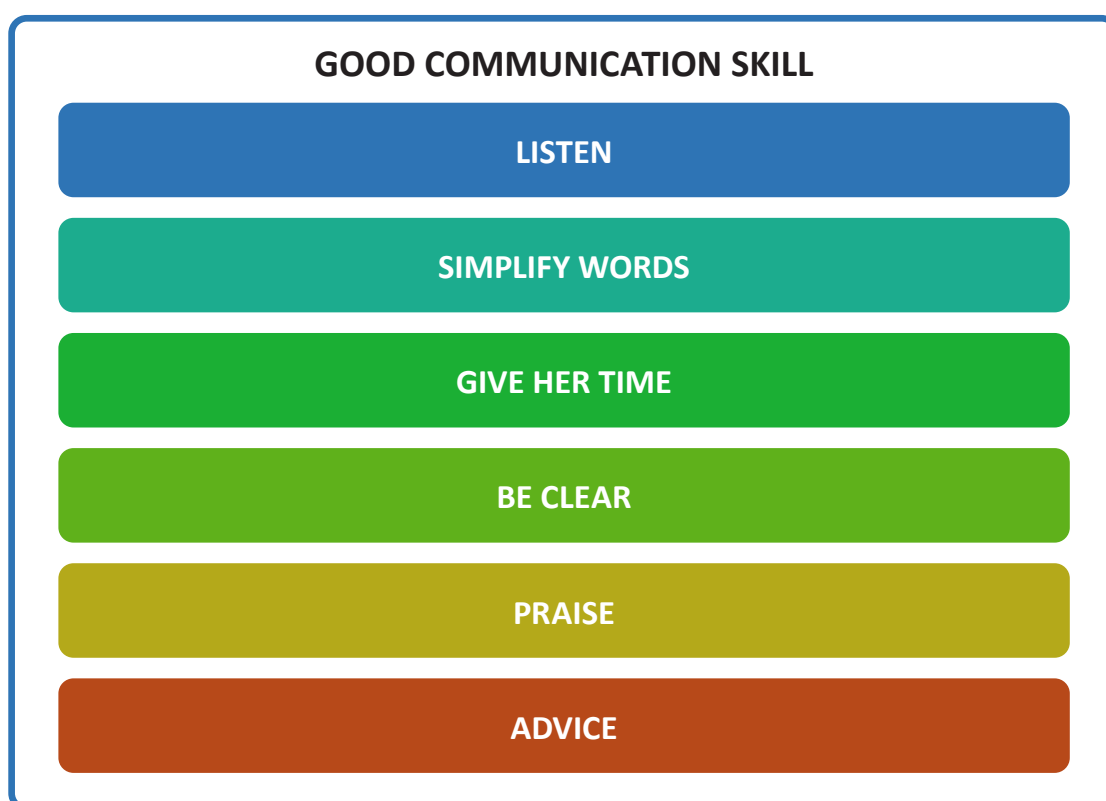 GOOD COMMUNICATION SKILL
LISTEN
SIMPLIFY WORDS
GIVE HER TIME
BE CLEAR
PRAISE
ADVICE